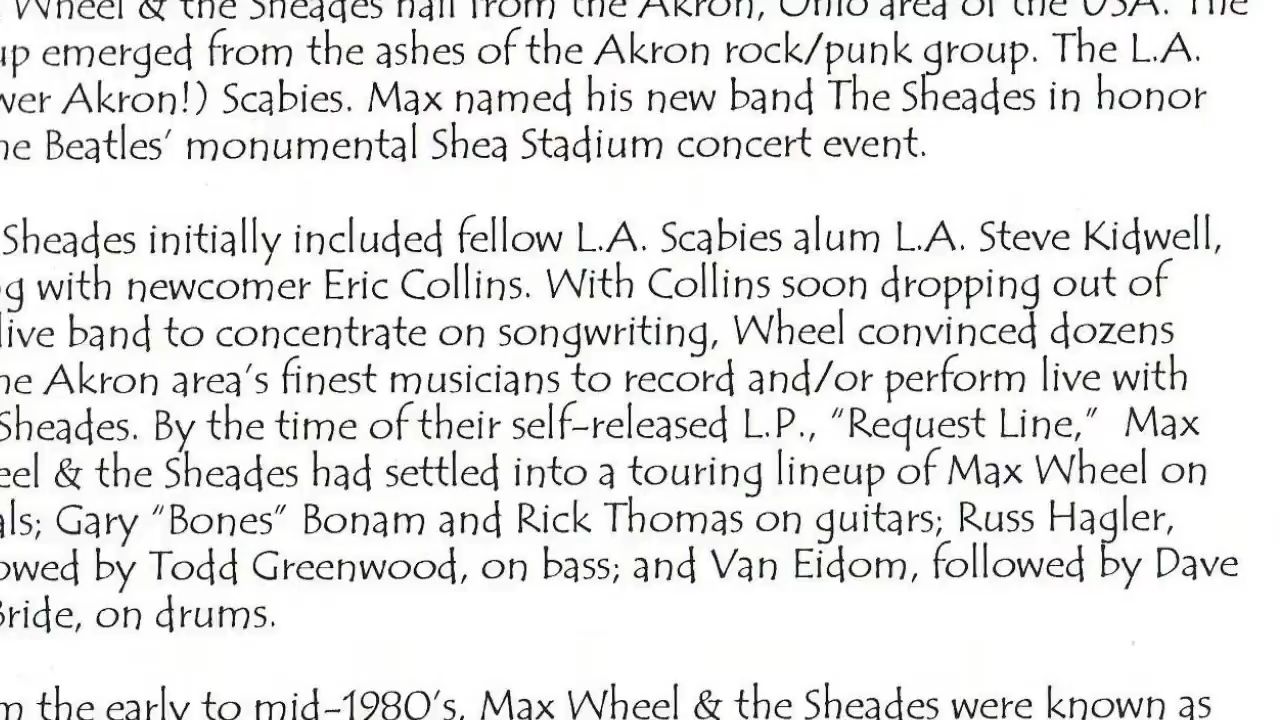 Wheel & the Sheades hail from the Akron, Ohio area of the USA. The
up emerged from the ashes of the Akron rock/punk group. The L.A.
wer Akron!) Scabies. Max named his new band The Sheades in honor
he Beatles' monumental Shea Stadium concert event.
Sheades initially included fellow L.A. Scabies alum L.A. Steve Kidwell,
g with newcomer Eric Collins. With Collins soon dropping out of
live band to concentrate on songwriting, Wheel convinced dozens
he Akron area's finest musicians to record and/or perform live with
Sheades. By the time of their self-released L.P., "Request Line," Max
eel & the Sheades had settled into a touring lineup of Max Wheel on
als; Gary "Bones" Bonam and Rick Thomas on guitars; Russ Hagler,
owed by Todd Greenwood, on bass; and Van Eidom, followed by Dave
Bride, on drums.
m the early to mid-1980's, Max Wheel & the Sheades were known as